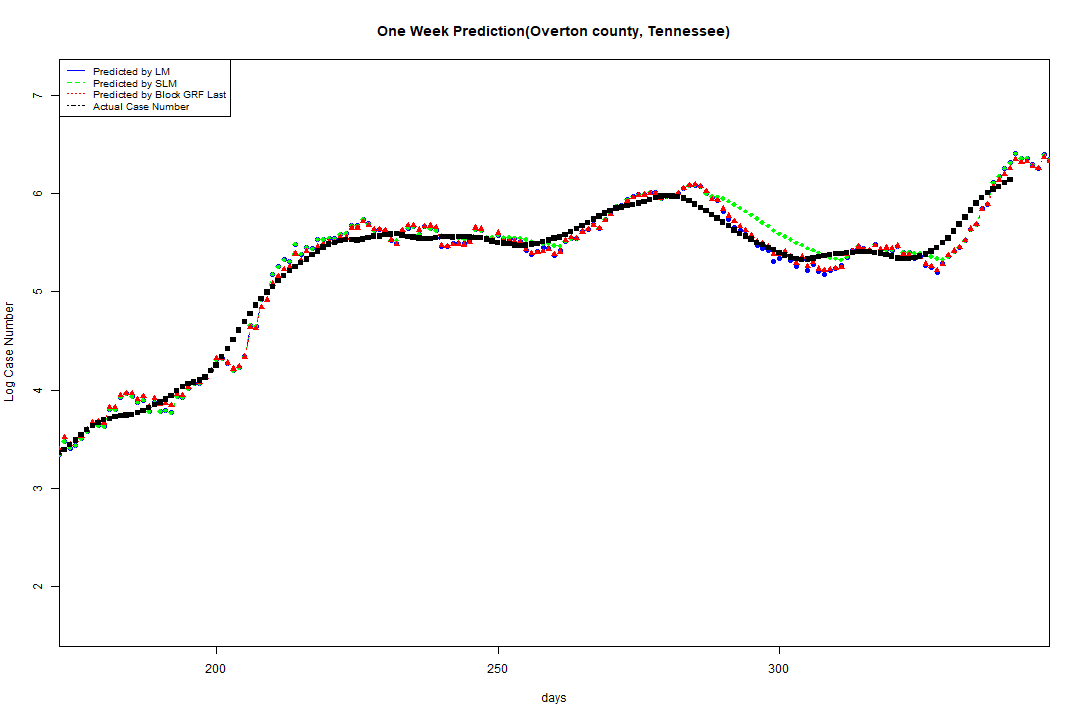 One Week Prediction(Overton county, Tennessee)
Predicted by LM
Predicted by SLM
Predicted by Block GRF Last
Actual Case Number
7
6
5
4
3
2
Log Case Number
200 250 300
days